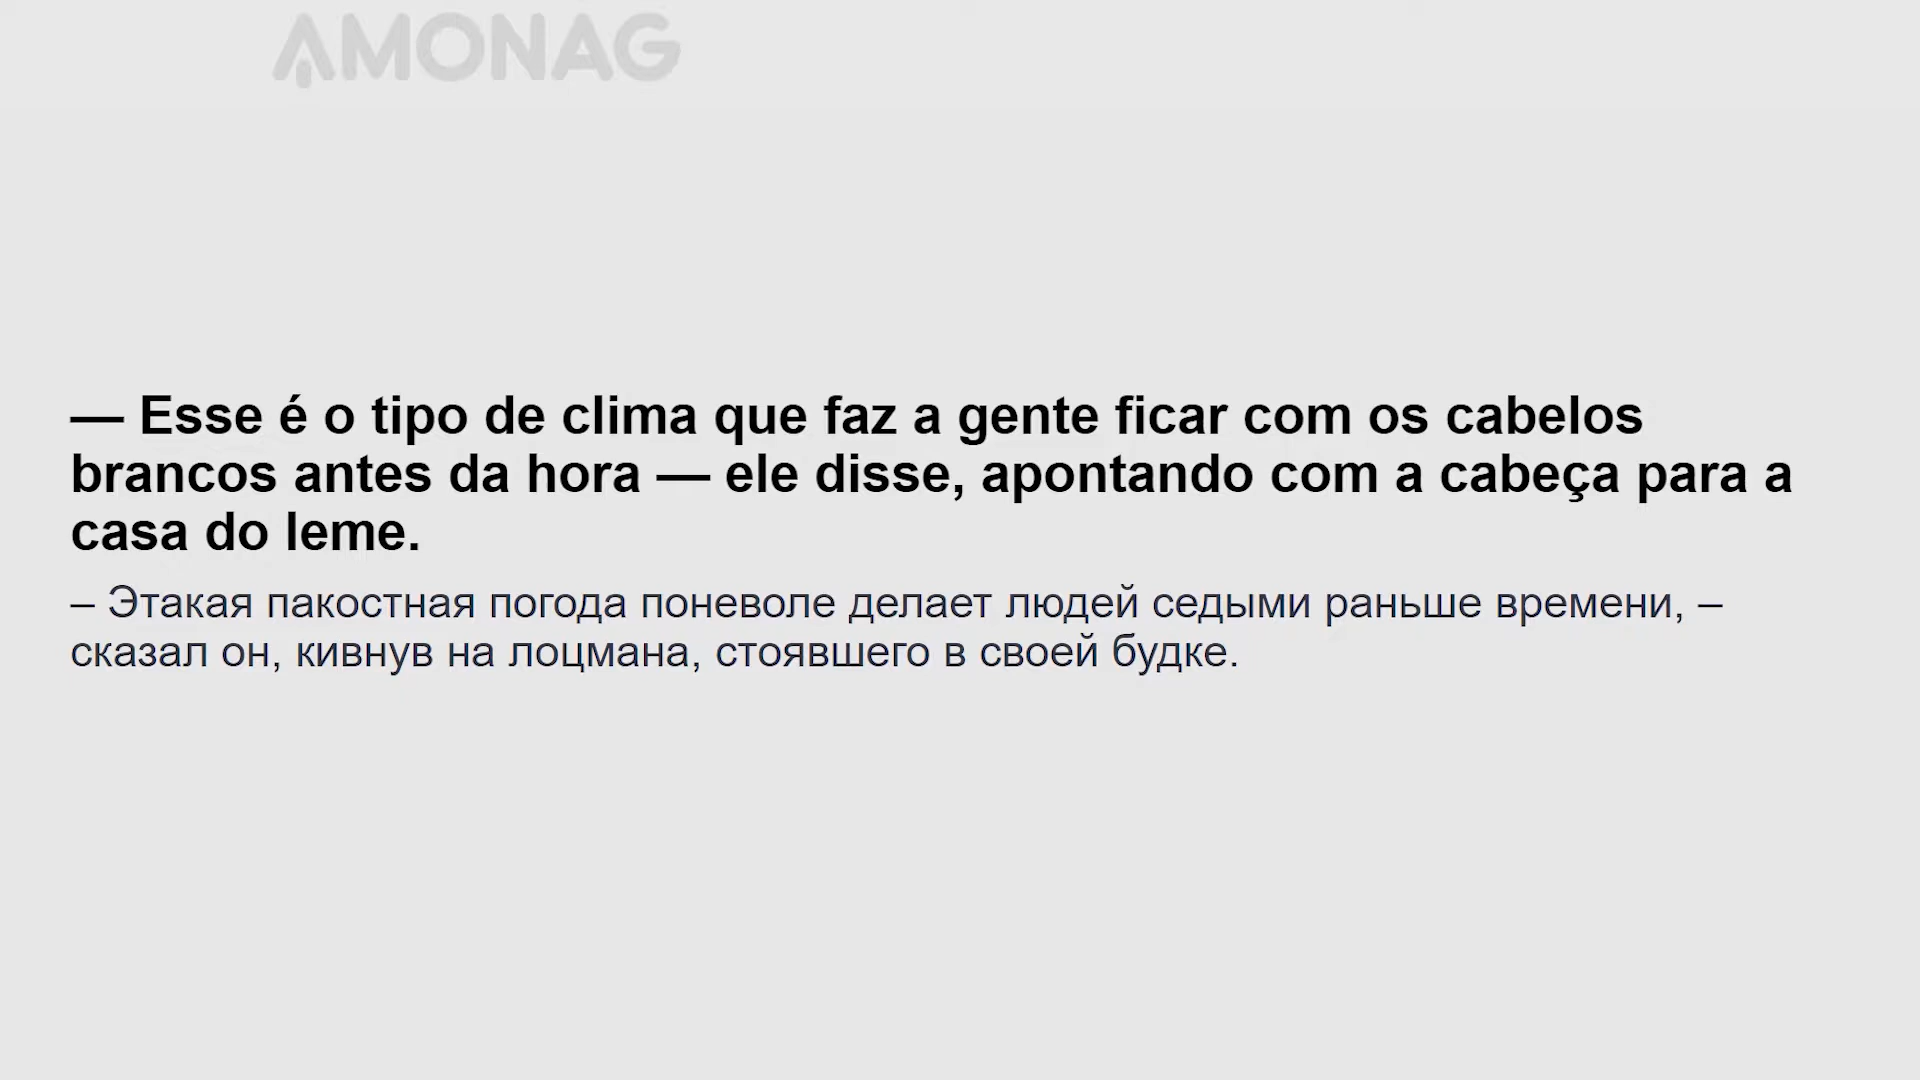 AMONAG
— Esse é o tipo de clima que faz a gente ficar com os cabelos
brancos antes da hora — ele disse, apontando com a cabeça para a
casa do leme.
– Этакая пакостная погода поневоле делает людей седыми раньше времени, –
сказал он, кивнув на лоцмана, стоявшего в своей будке.